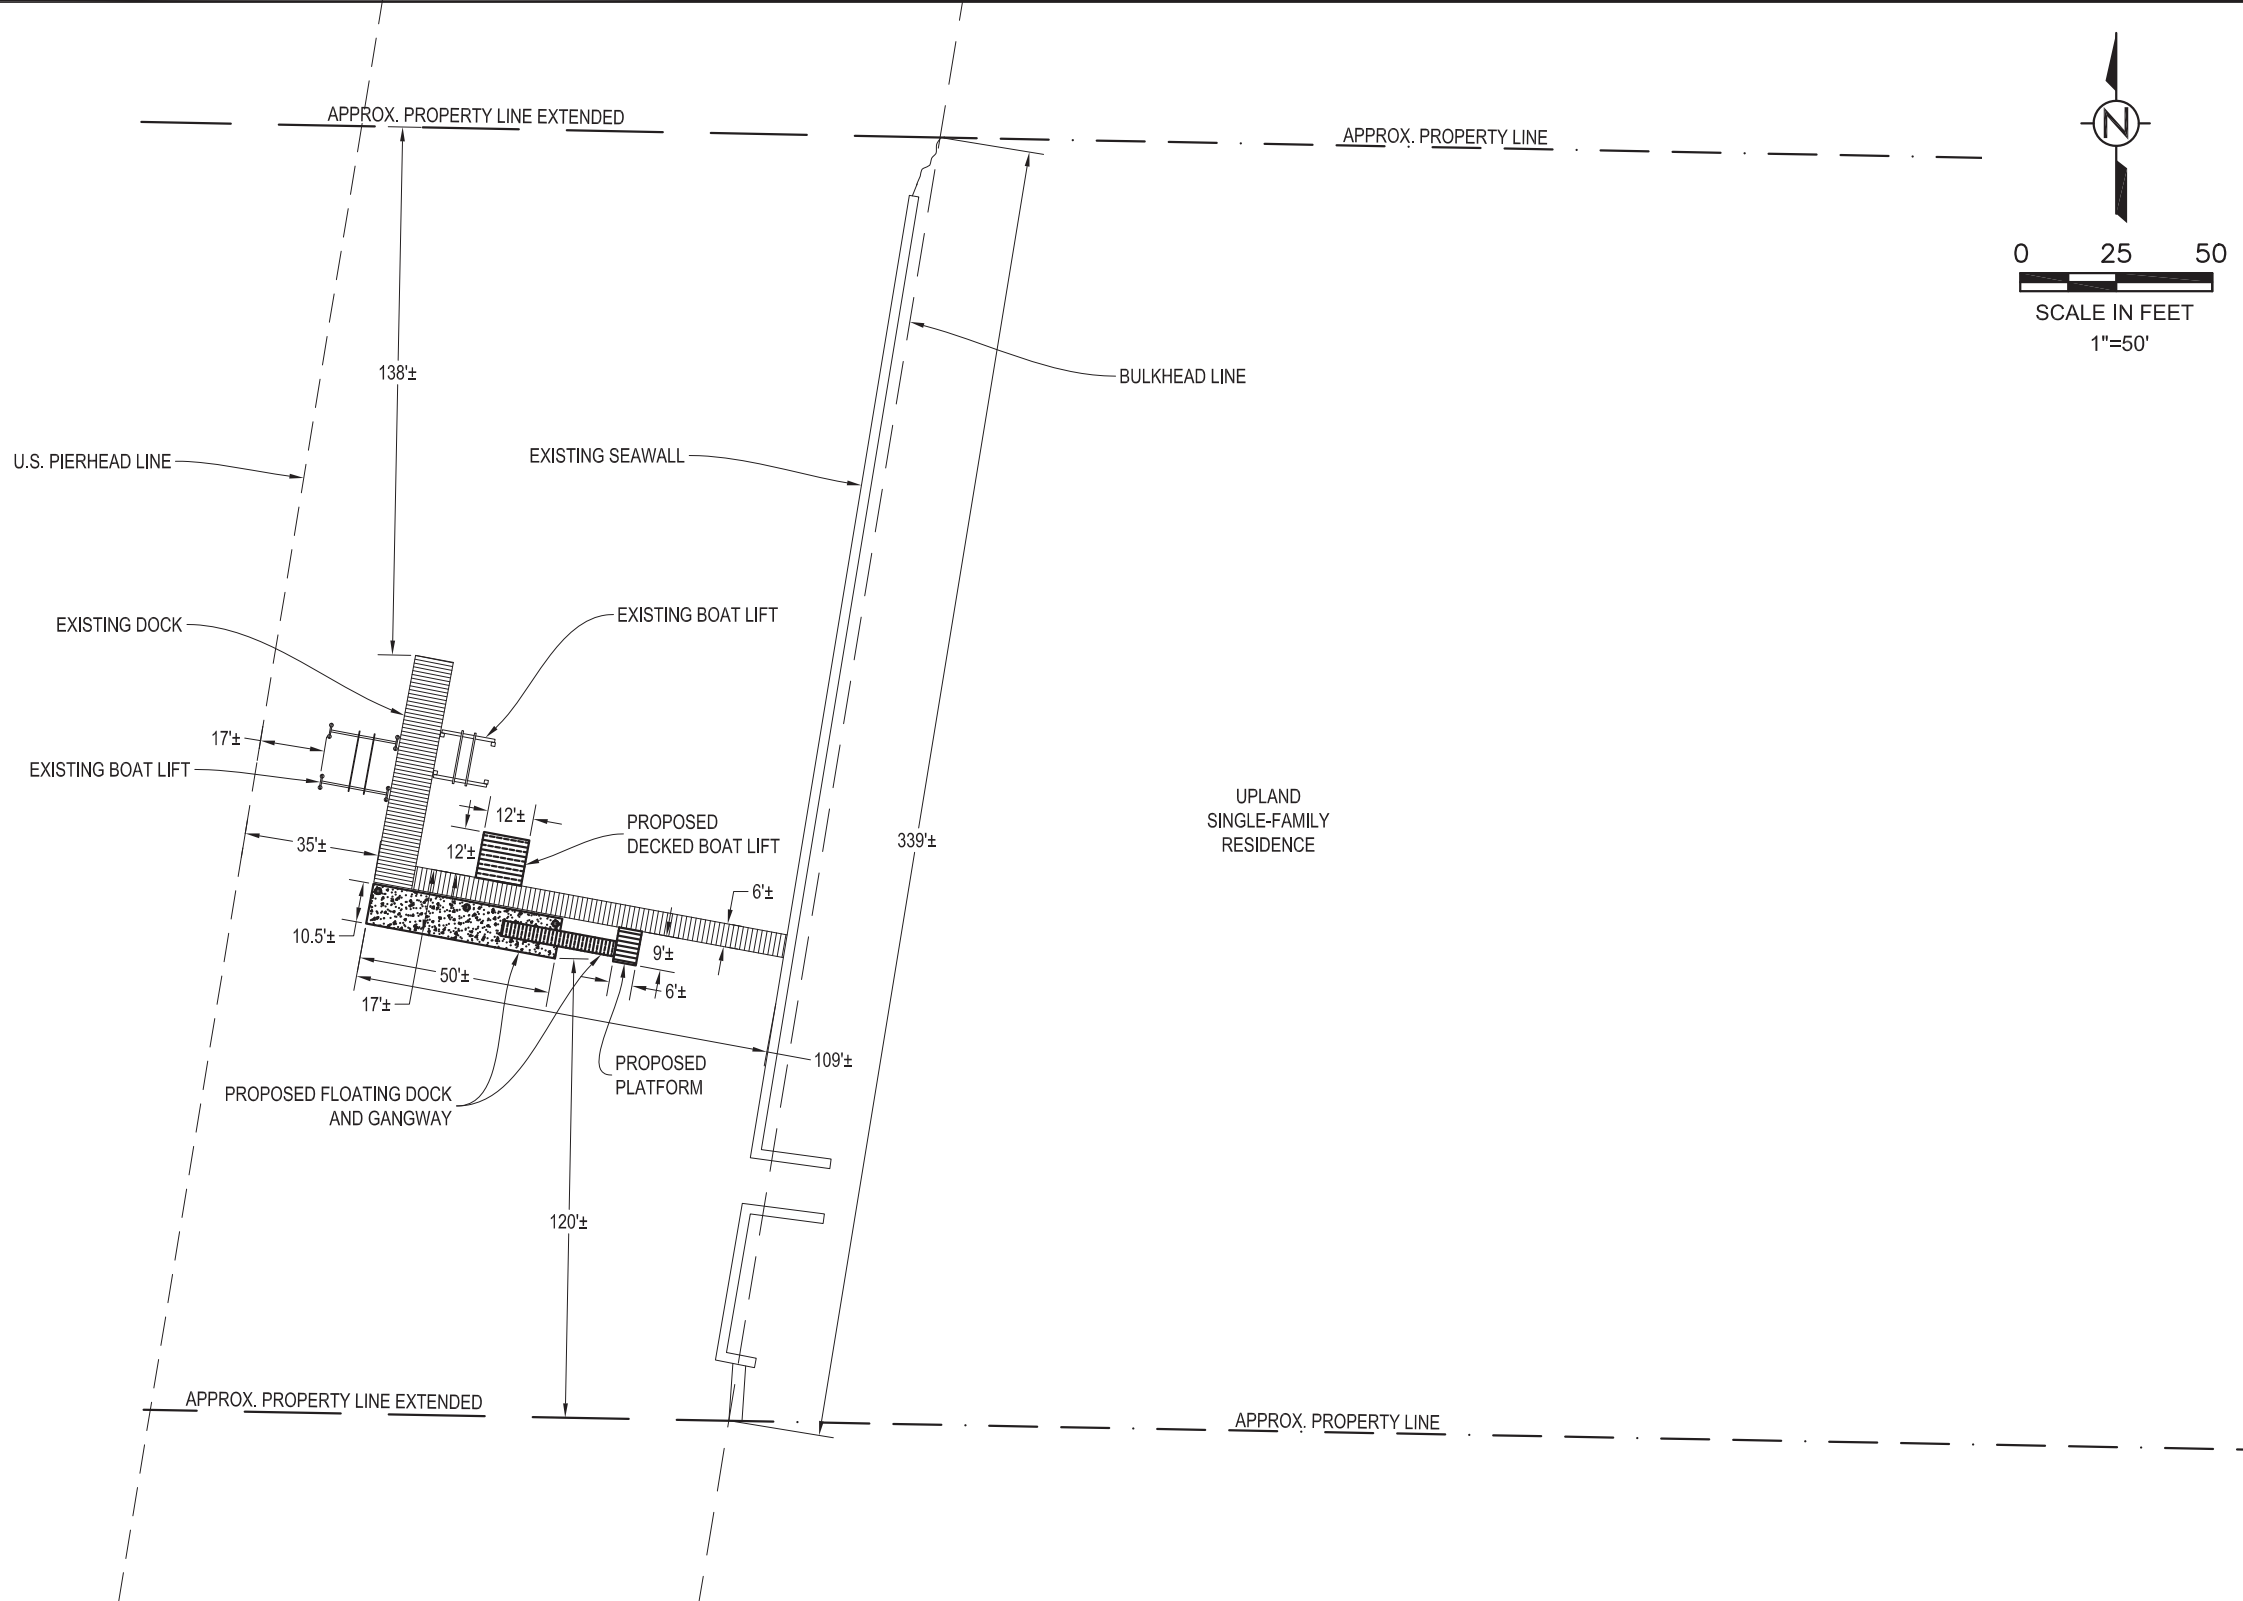 APPROX. PROPERTY LINE EXTENDED
APPROX. PROPERTY LINE
N
0 25 50
SCALE IN FEET
1"=50'
138'±
BULKHEAD LINE
U.S. PIERHEAD LINE
EXISTING SEAWALL
EXISTING DOCK
EXISTING BOAT LIFT
17'±
EXISTING BOAT LIFT
12'±
PROPOSED
DECKED BOAT LIFT
12'±
35'±
UPLAND
SINGLE-FAMILY
RESIDENCE
339'±
6'±
10.5'±
9'±
50'±
6'±
17'±
109'±
PROPOSED
PLATFORM
PROPOSED FLOATING DOCK
AND GANGWAY
120'±
APPROX. PROPERTY LINE EXTENDED
APPROX. PROPERTY LINE